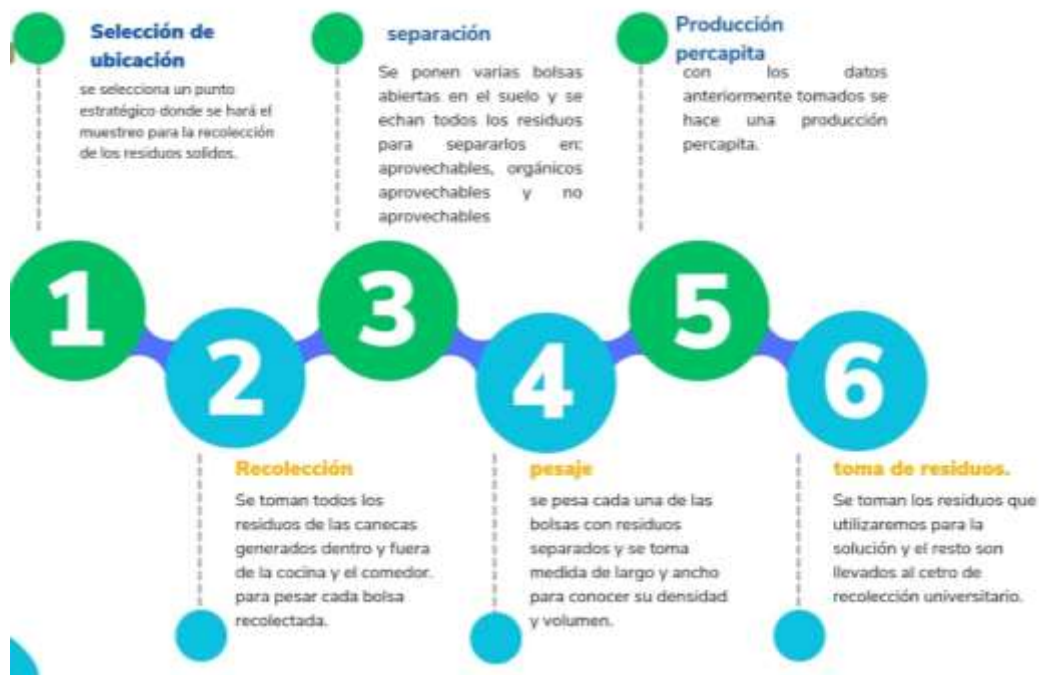 Selección de
ubicación
se selecciona un punto
estratégico donde se hará el
muestreo para la recolección
de los residuos solidos.
separación
Se ponen varias bolsas
abiertas en el suelo y se
echan todos los residuos
para separarlos en:
aprovechables, orgánicos
aprovechables y no
aprovechables
Producción
percapita
con los datos
anteriormente tomados se
hace una producción
percapita.
1
2
3
4
5
6
Recolección
Se toman todos los
residuos de las canecas
generados dentro y fuera
de la cocina y el comedor.
para pesar cada bolsa
recolectada.
pesaje
se pesa cada una de las
bolsas con residuos
separados y se toma
medida de largo y ancho
para conocer su densidad
y volumen.
toma de residuos.
Se toman los residuos que
utilizaremos para la
solución y el resto son
llevados al cetro de
recolección universitario.